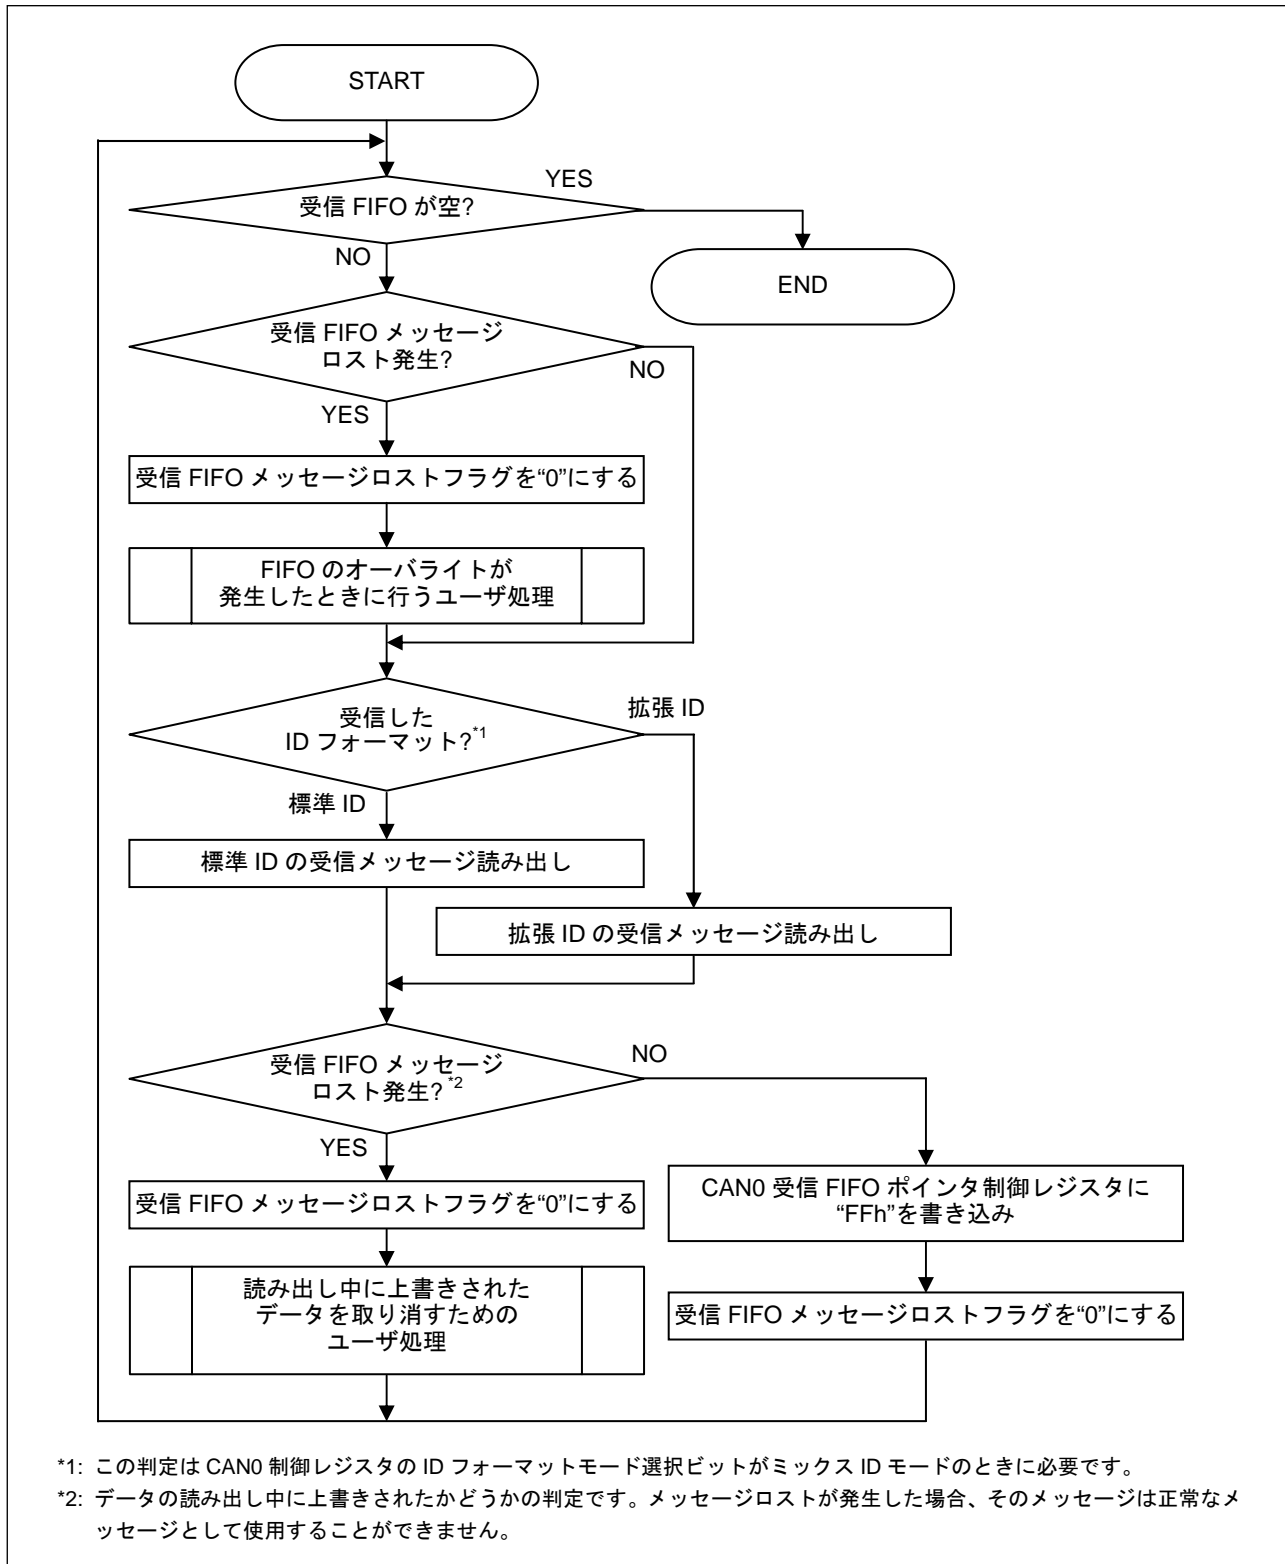 START
受信 FIFO が空?
YES
END
NO
受信 FIFO メッセージ
ロスト発生?
NO
YES
受信 FIFO メッセージロストフラグを“0”にする
FIFO のオーバライトが
発生したときに行うユーザ処理
受信した
ID フォーマット?*1
拡張 ID
標準 ID
標準 ID の受信メッセージ読み出し
拡張 ID の受信メッセージ読み出し
受信 FIFO メッセージ
ロスト発生?*2
NO
YES
受信 FIFO メッセージロストフラグを“0”にする
CAN0 受信 FIFO ポインタ制御レジスタに
“FFh”を書き込み
読み出し中に上書きされた
データを取り消すための
ユーザ処理
受信 FIFO メッセージロストフラグを“0”にする
*1: この判定は CAN0 制御レジスタの ID フォーマットモード選択ビットがミックス ID モードのときに必要です。
*2: データの読み出し中に上書きされたかどうかの判定です。メッセージロストが発生した場合、そのメッセージは正常なメ
ッセージとして使用することができません。